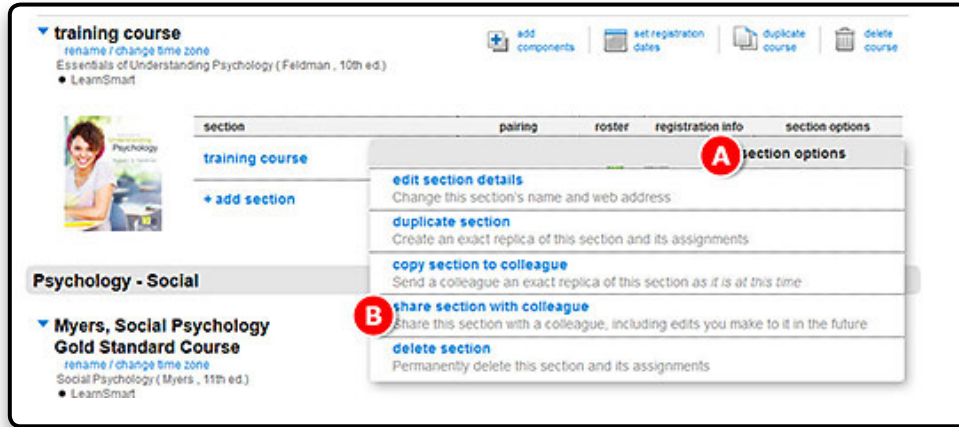 training course
rename / change time zone
Essentials of Understanding Psychology ( Feldman , 10th ed.)
● LearnSmart
add components
set registration dates
duplicate course
delete course
Understanding
Psychology
section pairing roster registration info section options
training course
A section options
+ add section
edit section details
Change this section's name and web address
duplicate section
Create an exact replica of this section and its assignments
copy section to colleague
Send a colleague an exact replica of this section as it is at this time
B share section with colleague
Share this section with a colleague, including edits you make to it in the future
delete section
Permanently delete this section and its assignments
Psychology - Social
Myers, Social Psychology
Gold Standard Course
rename / change time zone
Social Psychology ( Myers , 11th ed.)
● LearnSmart